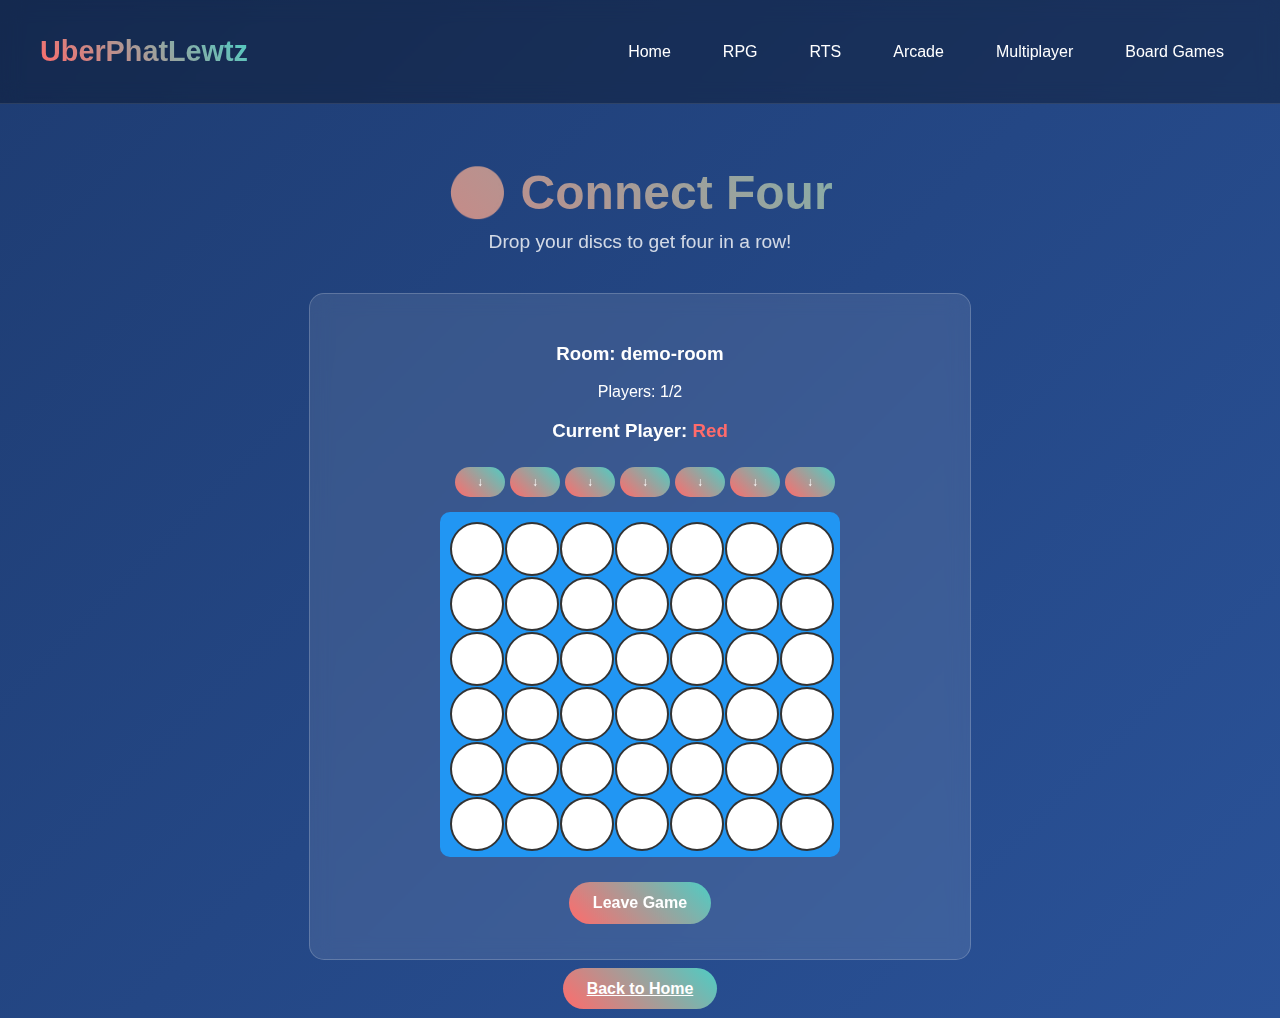 UberPhatLewtz
Home RPG RTS Arcade Multiplayer Board Games
Connect Four
Drop your discs to get four in a row!
Room: demo-room
Players: 1/2
Current Player: Red
↓ ↓ ↓ ↓ ↓ ↓ ↓
Leave Game
Back to Home